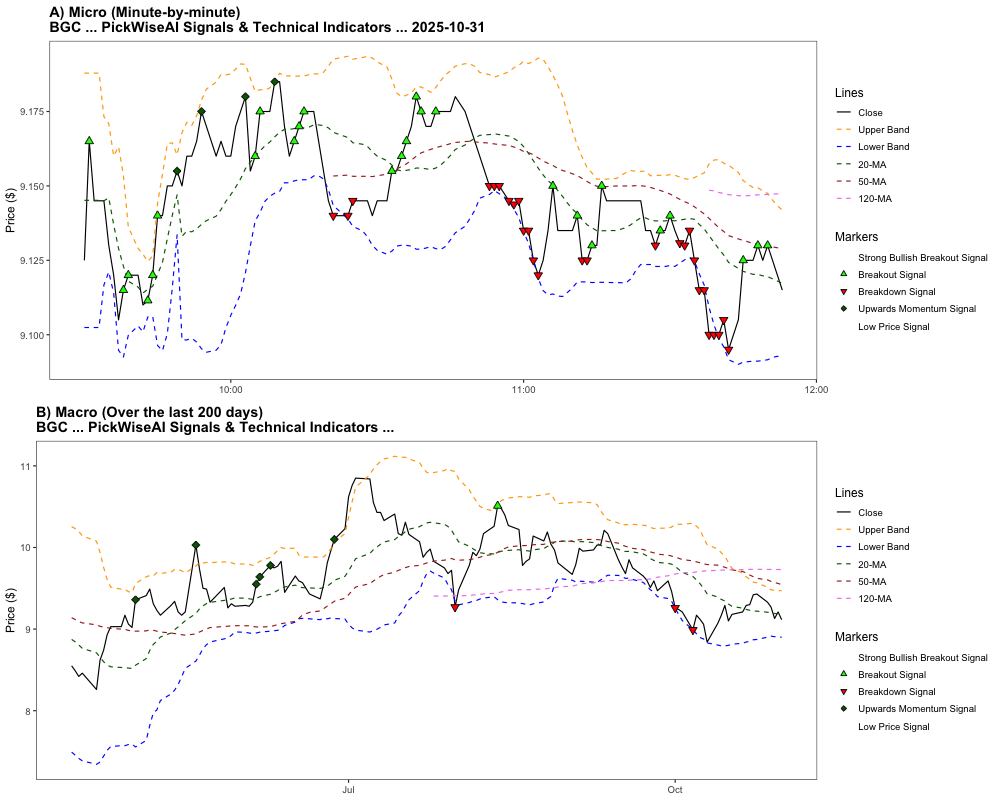 A) Micro (Minute-by-minute)
BGC ... PickWiseAI Signals & Technical Indicators ... 2025-10-31
Price ($)
9.175
9.150
9.125
9.100
10:00
11:00
12:00
Lines
Close
Upper Band
Lower Band
20-MA
50-MA
120-MA
Markers
Strong Bullish Breakout Signal
Breakout Signal
Breakdown Signal
Upwards Momentum Signal
Low Price Signal
B) Macro (Over the last 200 days)
BGC ... PickWiseAI Signals & Technical Indicators ...
Price ($)
11
10
9
8
Jul
Oct
Lines
Close
Upper Band
Lower Band
20-MA
50-MA
120-MA
Markers
Strong Bullish Breakout Signal
Breakout Signal
Breakdown Signal
Upwards Momentum Signal
Low Price Signal